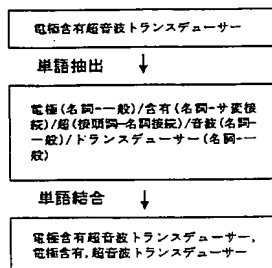 電極含有超音波トランスデューサー
単語抽出 ↓
電極(名詞-一般)/含有(名詞-サ変接
続)/超(接頭詞-名詞接続)/音波(名詞-
一般)/トランスデューサー(名詞-一
般)
単語結合 ↓
電極含有超音波トランスデューサー,
電極含有,超音波トランスデューサー